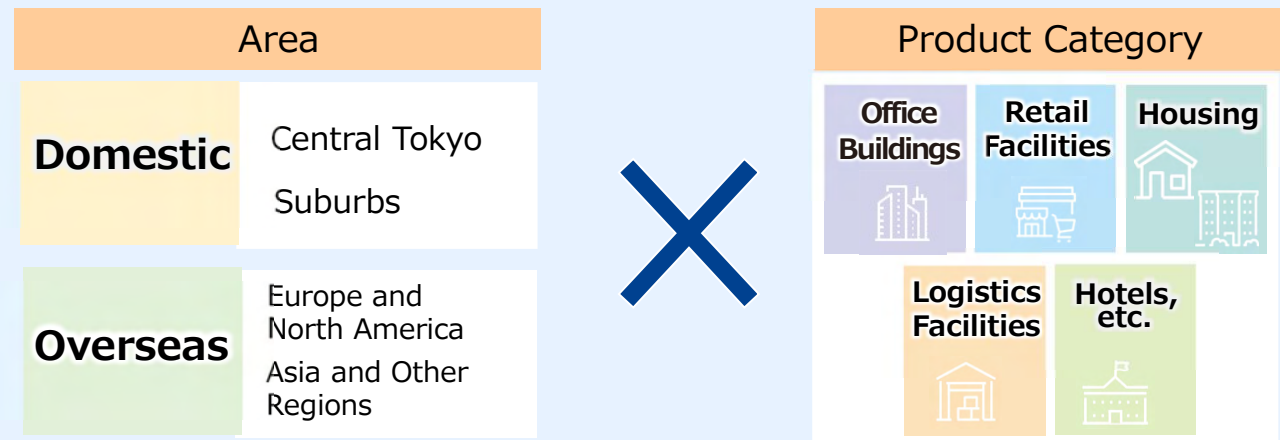 Area
Domestic
Central Tokyo
Suburbs
Overseas
Europe and
North America
Asia and Other
Regions
Product Category
Office
Buildings
Retail
Facilities
Housing
Logistics
Facilities
Hotels,
etc.